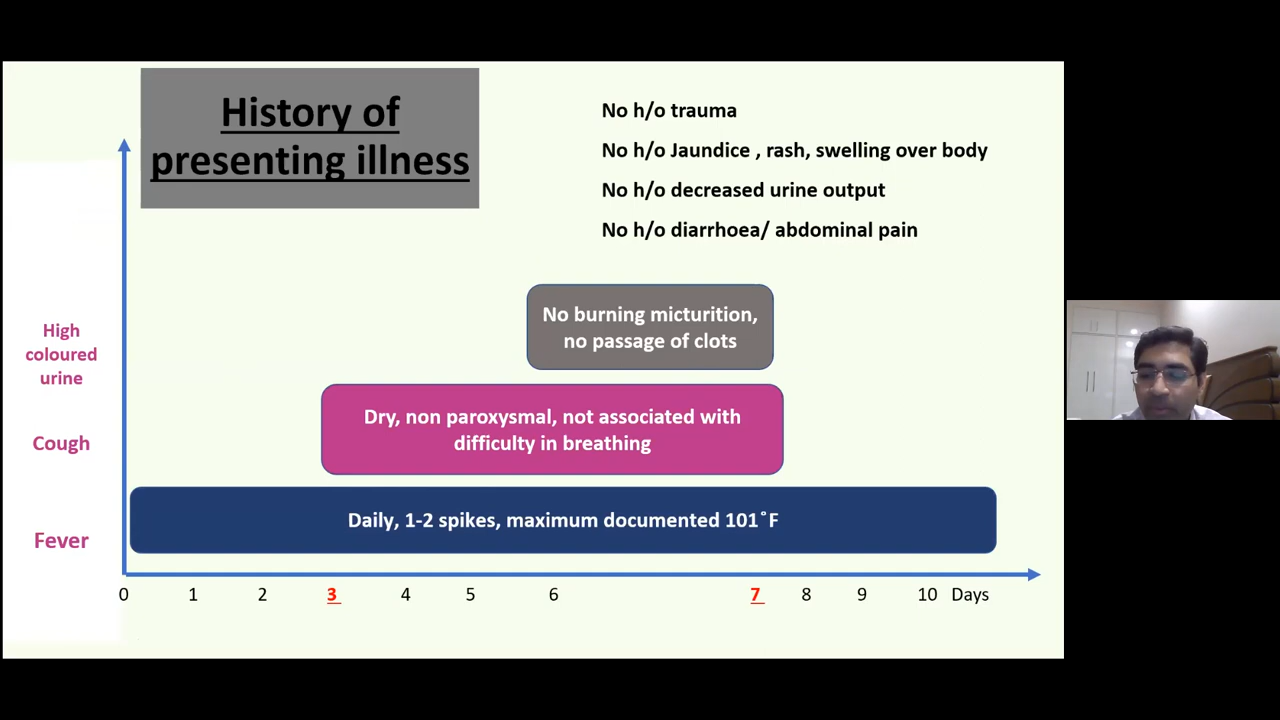 History of
presenting illness
No h/o trauma
No h/o Jaundice , rash, swelling over body
No h/o decreased urine output
No h/o diarrhoea/ abdominal pain
High
coloured
urine
No burning micturition,
no passage of clots
Cough
Dry, non paroxysmal, not associated with
difficulty in breathing
Fever
Daily, 1-2 spikes, maximum documented 101˚F
0 1 2 3 4 5 6 7 8 9 10 Days